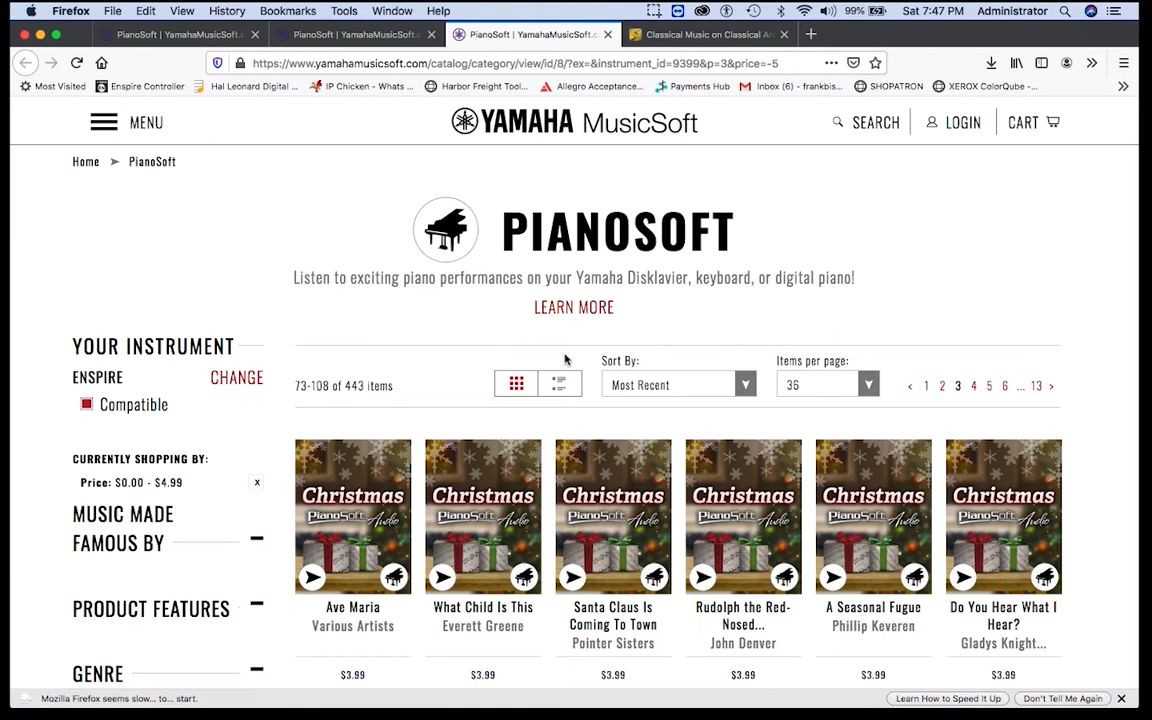 Firefox File Edit View History Bookmarks Tools Window Help 99% Sat 7:47 PM Administrator
PianoSoft | YamahaMusicSoft.c PianoSoft | YamahaMusicSoft.c PianoSoft | YamahaMusicSoft.c Classical Music on Classical Ar
https://www.yamahamusicsoft.com/catalog/category/view/id/8/?ex=&instrument_id=9399&p=3&price=-5
Most Visited Enspire Controller Hal Leonard Digital ... IP Chicken - Whats ... Harbor Freight Tool... Allegro Acceptance... Payments Hub Inbox (6) - frankbis... SHOPATRON XEROX ColorQube -...
MENU YAMAHA MusicSoft SEARCH LOGIN CART
Home PianoSoft
PIANOSOFT
Listen to exciting piano performances on your Yamaha Disklavier, keyboard, or digital piano!
LEARN MORE
YOUR INSTRUMENT
ENSPIRE CHANGE
Compatible
Sort By: Items per page:
73-108 of 443 items Most Recent 36 < 1 2 3 4 5 6 ... 13 >
CURRENTLY SHOPPING BY:
Price: $0.00 - $4.99 x
MUSIC MADE
FAMOUS BY
PRODUCT FEATURES
GENRE
Christmas Christmas Christmas Christmas Christmas Christmas
PianoSoft Audio PianoSoft Audio PianoSoft Audio PianoSoft Audio PianoSoft Audio PianoSoft Audio
Ave Maria
Various Artists
$3.99
What Child Is This
Everett Greene
$3.99
Santa Claus Is
Coming To Town
Pointer Sisters
$3.99
Rudolph the Red-
Nosed...
John Denver
$3.99
A Seasonal Fugue
Phillip Keveren
$3.99
Do You Hear What I
Hear?
Gladys Knight...
$3.99
Mozilla Firefox seems slow... to... start. Learn How to Speed It Up Don't Tell Me Again